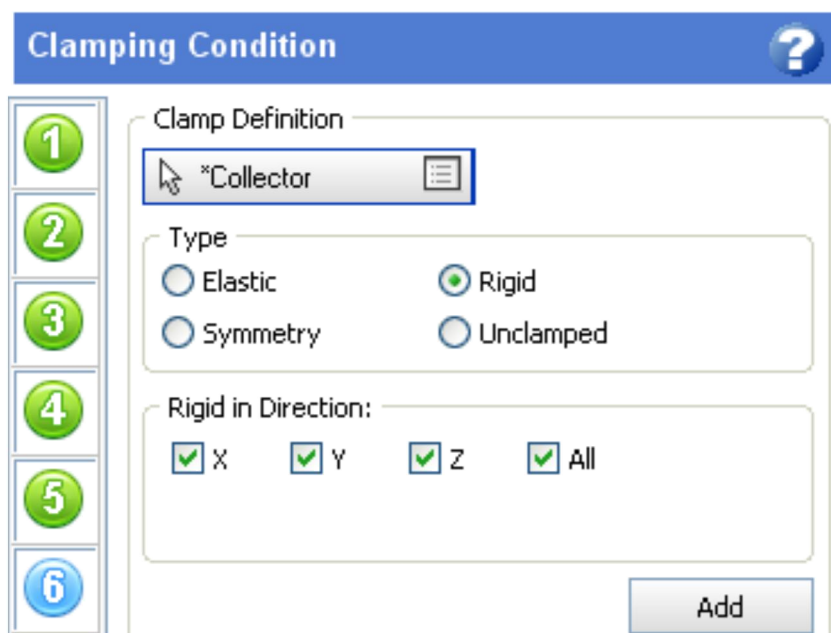 Clamping Condition ?
1
2
3
4
5
6
Clamp Definition
*Collector
Type
Elastic Rigid
Symmetry Unclamped
Rigid in Direction:
X Y Z All
Add